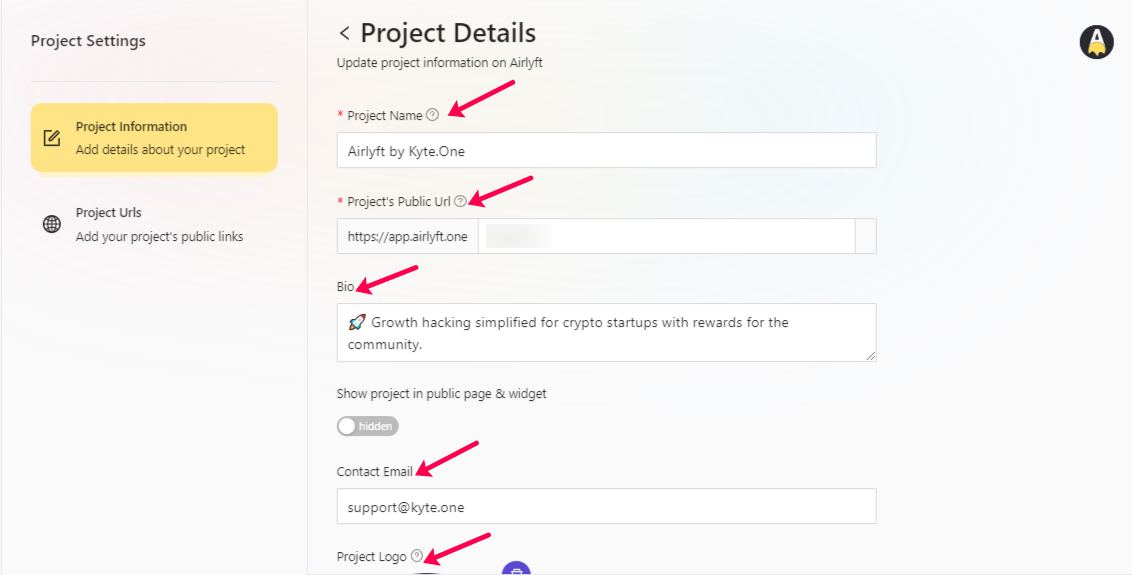 Project Settings
Project Information
Add details about your project
Project Urls
Add your project's public links
< Project Details
Update project information on Airlyft
* Project Name ?
Airlyft by Kyte.One
* Project's Public Url ?
https://app.airlyft.one
Bio
🚀 Growth hacking simplified for crypto startups with rewards for the
community.
Show project in public page & widget
hidden
Contact Email
support@kyte.one
Project Logo ?